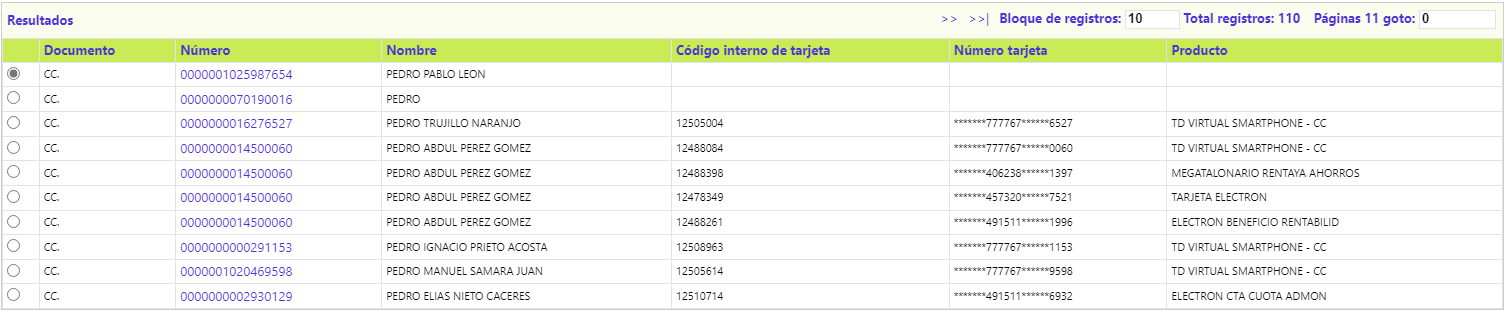 Resultados >> >>| Bloque de registros: 10 Total registros: 110 Páginas 11 goto: 0
Documento Número Nombre Código interno de tarjeta Número tarjeta Producto
CC. 0000001025987654 PEDRO PABLO LEON
CC. 0000000070190016 PEDRO
CC. 0000000016276527 PEDRO TRUJILLO NARANJO 12505004 *******777767******6527 TD VIRTUAL SMARTPHONE - CC
CC. 0000000014500060 PEDRO ABDUL PEREZ GOMEZ 12488084 *******777767******0060 TD VIRTUAL SMARTPHONE - CC
CC. 0000000014500060 PEDRO ABDUL PEREZ GOMEZ 12488398 *******406238******1397 MEGATALONARIO RENTAYA AHORROS
CC. 0000000014500060 PEDRO ABDUL PEREZ GOMEZ 12478349 *******457320******7521 TARJETA ELECTRON
CC. 0000000014500060 PEDRO ABDUL PEREZ GOMEZ 12488261 *******491511******1996 ELECTRON BENEFICIO RENTABILID
CC. 0000000000291153 PEDRO IGNACIO PRIETO ACOSTA 12508963 *******777767******1153 TD VIRTUAL SMARTPHONE - CC
CC. 0000001020469598 PEDRO MANUEL SAMARA JUAN 12505614 *******777767******9598 TD VIRTUAL SMARTPHONE - CC
CC. 0000000002930129 PEDRO ELIAS NIETO CACERES 12510714 *******491511******6932 ELECTRON CTA CUOTA ADMON